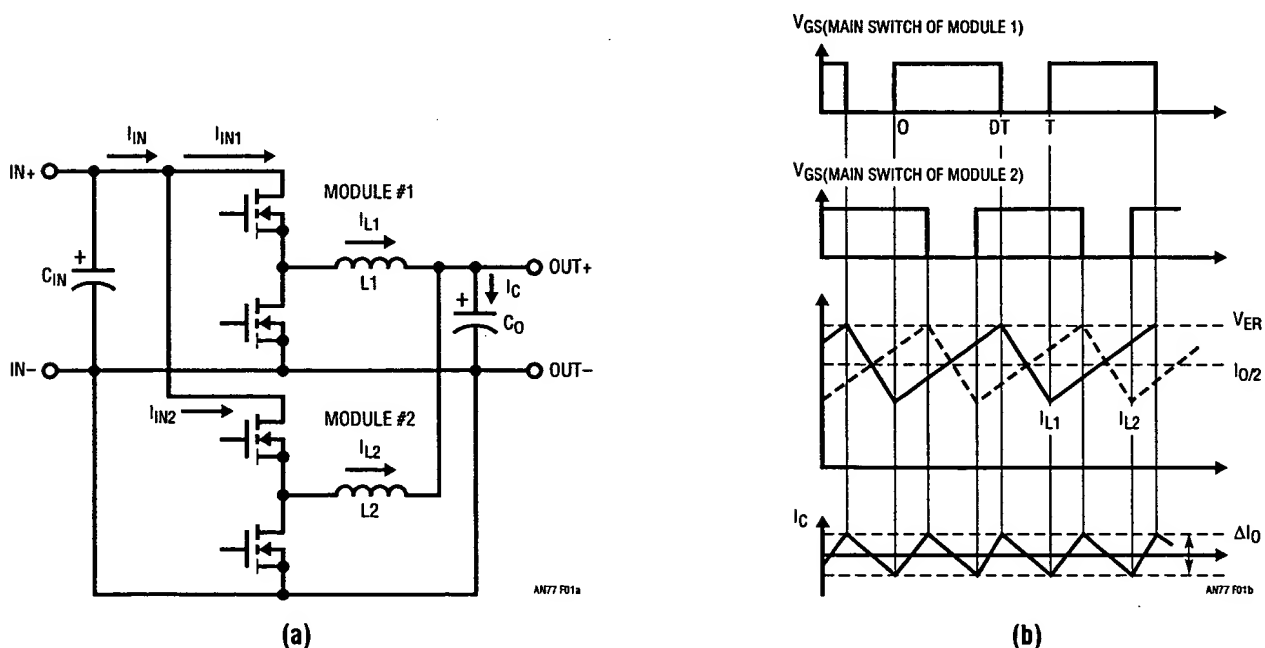 I_IN
I_IN1
IN+
MODULE #1
I_L1
L1
OUT+
I_C
C_IN
+
+
C_O
IN−
OUT−
I_IN2
MODULE #2
I_L2
L2
AN77 F01a
(a)
V_GS(MAIN SWITCH OF MODULE 1)
O
DT
T
V_GS(MAIN SWITCH OF MODULE 2)
V_ER
I_O/2
I_L1
I_L2
I_C
ΔI_O
AN77 F01b
(b)